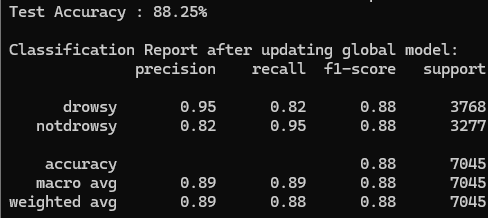 Test Accuracy : 88.25%
Classification Report after updating global model:
precision recall f1-score support
drowsy 0.95 0.82 0.88 3768
notdrowsy 0.82 0.95 0.88 3277
accuracy 0.88 7045
macro avg 0.89 0.89 0.88 7045
weighted avg 0.89 0.88 0.88 7045